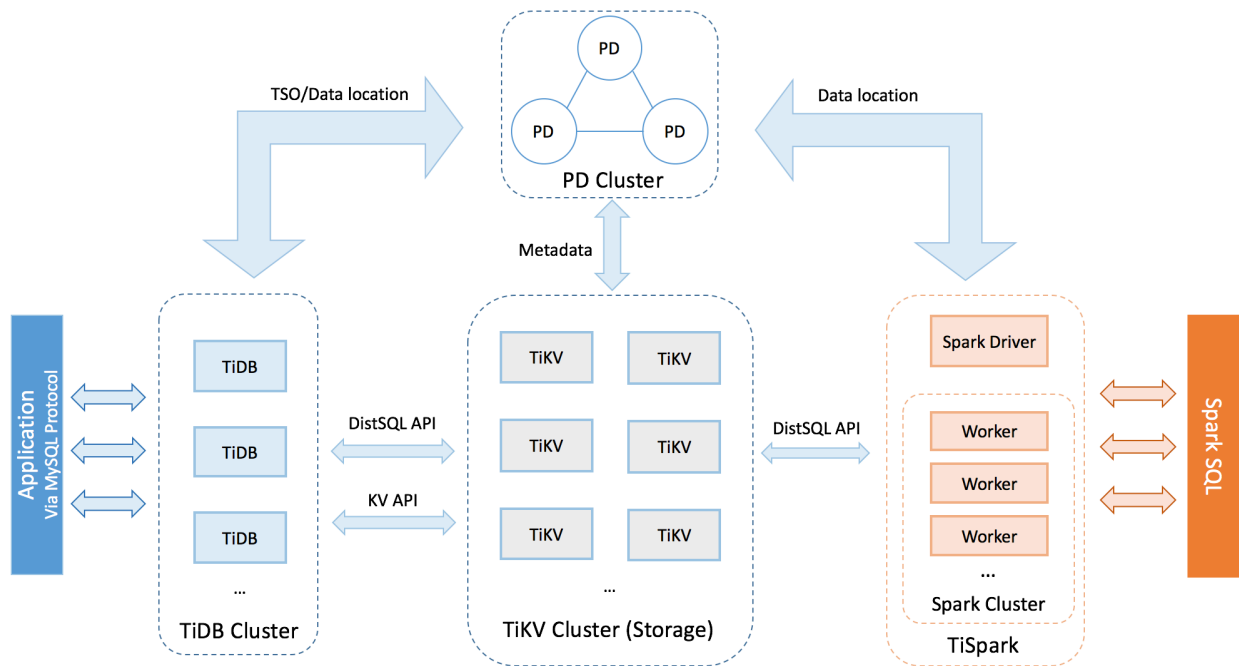 PD
TSO/Data location
Data location
PD
PD
PD Cluster
Metadata
Application
Via MySQL Protocol
TiDB
TiDB
TiDB
...
TiDB Cluster
DistSQL API
KV API
TiKV
TiKV
TiKV
TiKV
TiKV
TiKV
...
TiKV Cluster (Storage)
DistSQL API
Spark Driver
Worker
Worker
Worker
...
Spark Cluster
TiSpark
Spark SQL